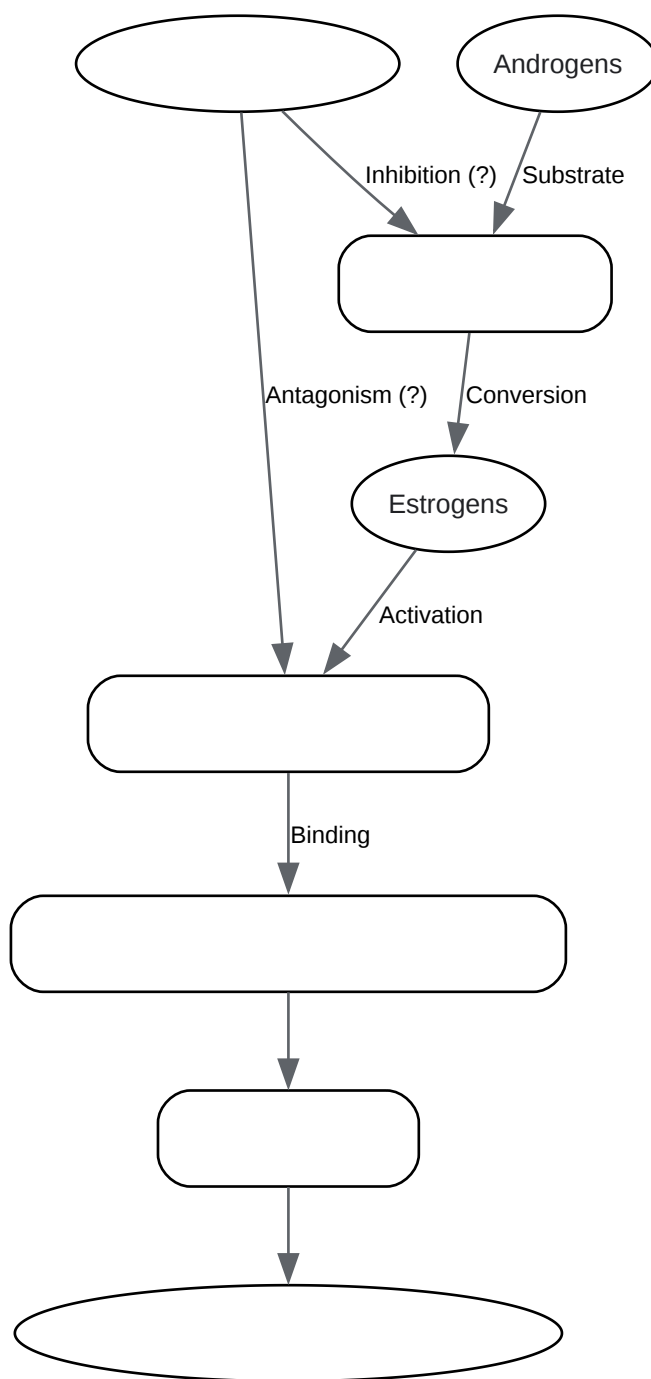 Androgens
Inhibition (?)
Substrate
Antagonism (?)
Conversion
Estrogens
Activation
Binding